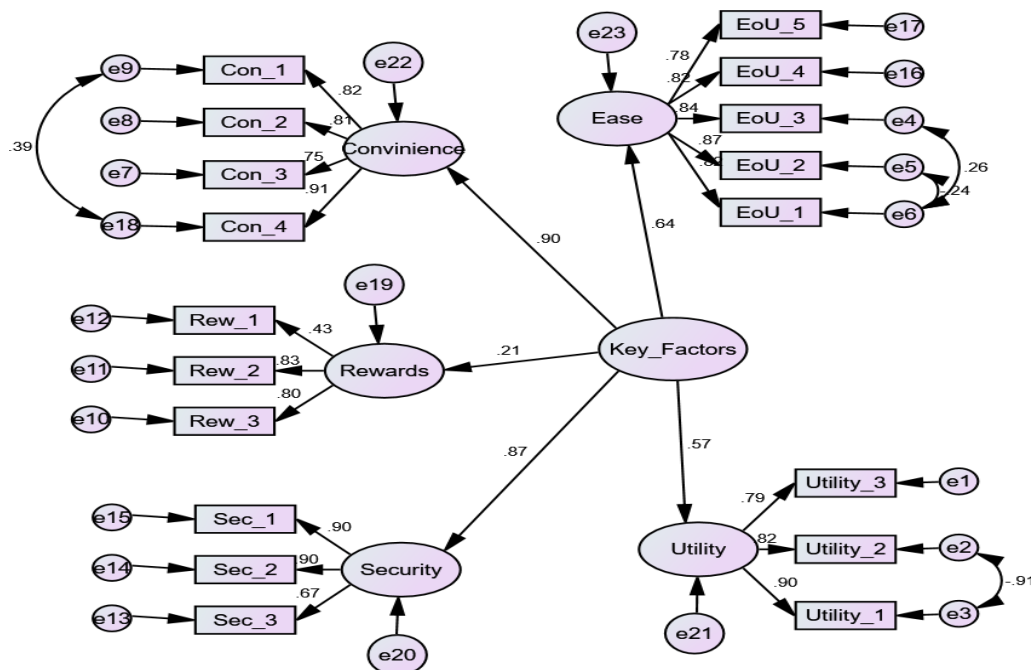 e9
Con_1
.82
e22
e8
Con_2
.81
Convinience
e7
Con_3
.75
.39
e18
Con_4
.91
e23
EoU_5
e17
.78
EoU_4
e16
.82
Ease
.84
EoU_3
e4
.87
EoU_2
e5
.26
-.24
EoU_1
e6
.90
.64
e19
e12
Rew_1
.43
e11
Rew_2
.83
Rewards
.21
Key_Factors
e10
Rew_3
.80
.87
.57
e15
Sec_1
.90
e14
Sec_2
.90
Security
e13
Sec_3
.67
e20
Utility_3
e1
.79
Utility
.82
Utility_2
e2
-.91
.90
Utility_1
e3
e21